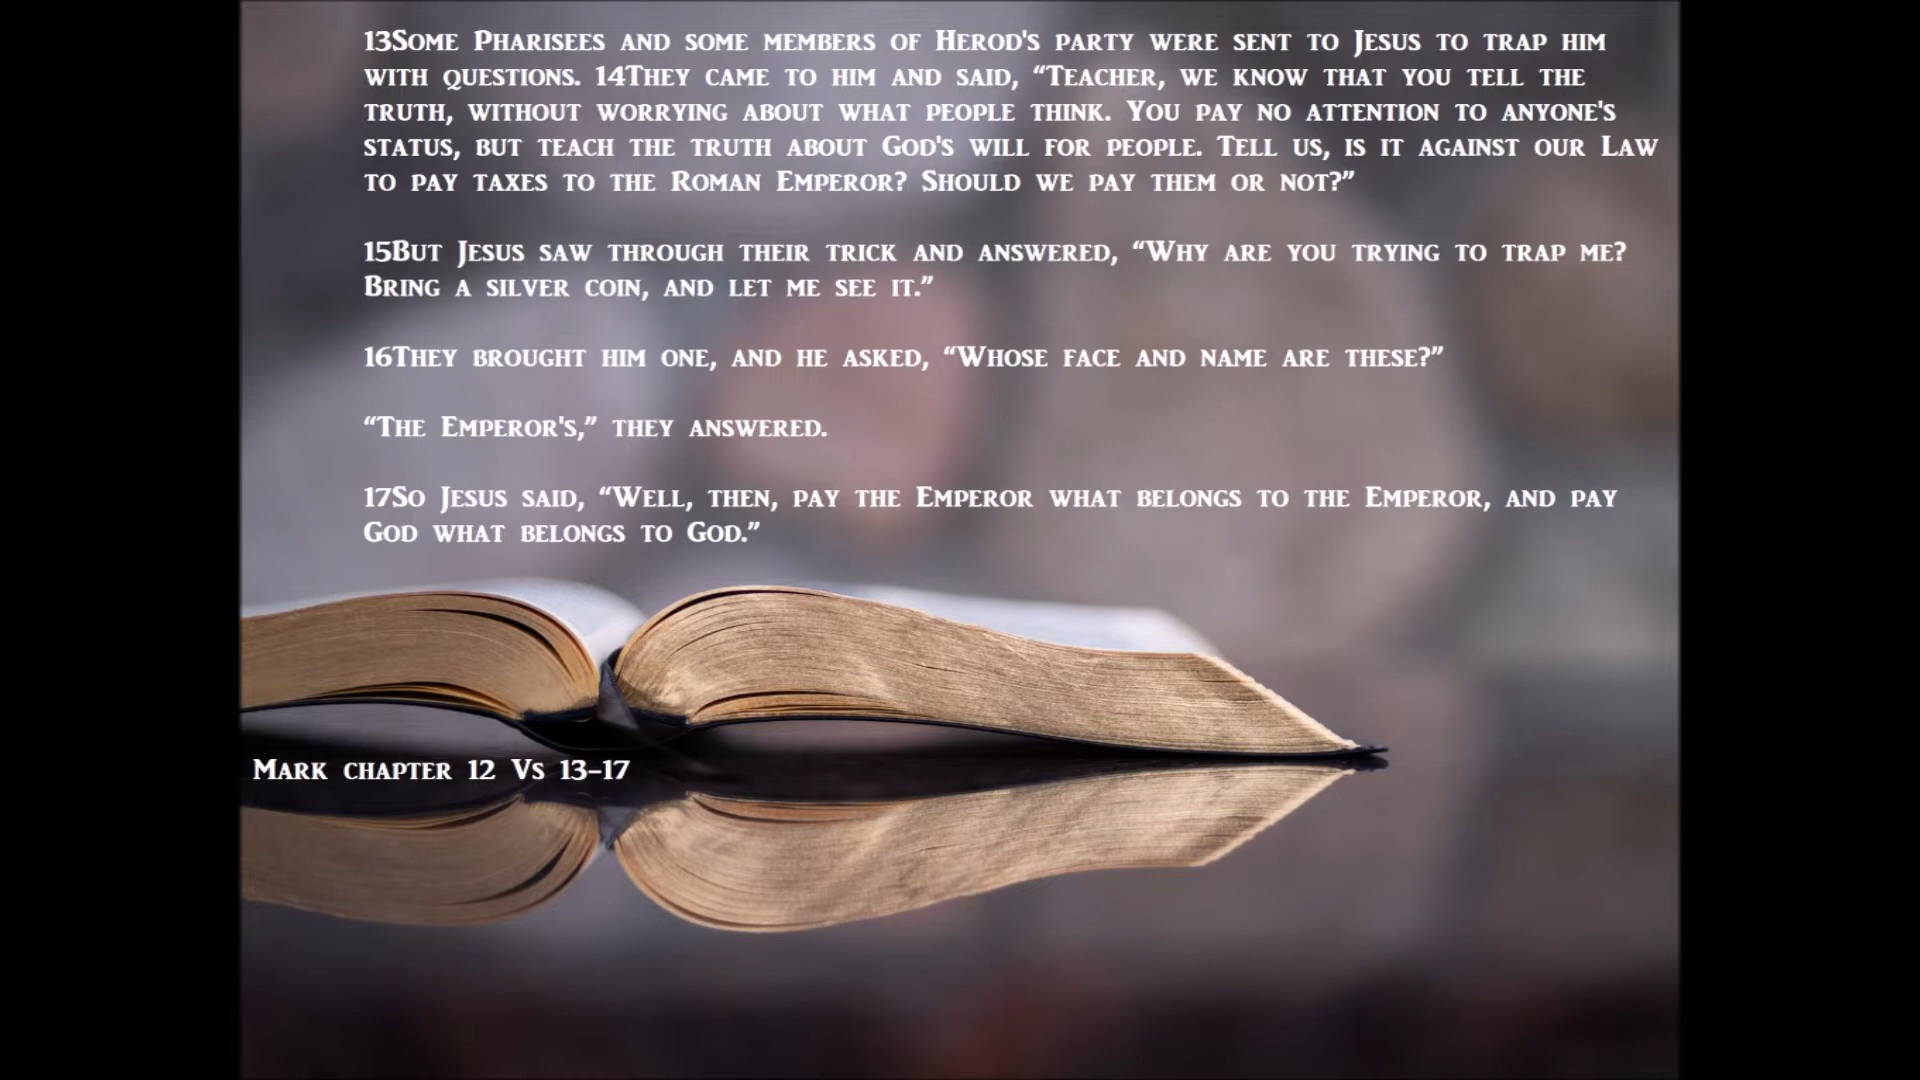 13Some Pharisees and some members of Herod's party were sent to Jesus to trap him
with questions. 14They came to him and said, “Teacher, we know that you tell the
truth, without worrying about what people think. You pay no attention to anyone's
status, but teach the truth about God's will for people. Tell us, is it against our Law
to pay taxes to the Roman Emperor? Should we pay them or not?”
15But Jesus saw through their trick and answered, “Why are you trying to trap me?
Bring a silver coin, and let me see it.”
16They brought him one, and he asked, “Whose face and name are these?”
“The Emperor's,” they answered.
17So Jesus said, “Well, then, pay the Emperor what belongs to the Emperor, and pay
God what belongs to God.”
Mark chapter 12 Vs 13-17